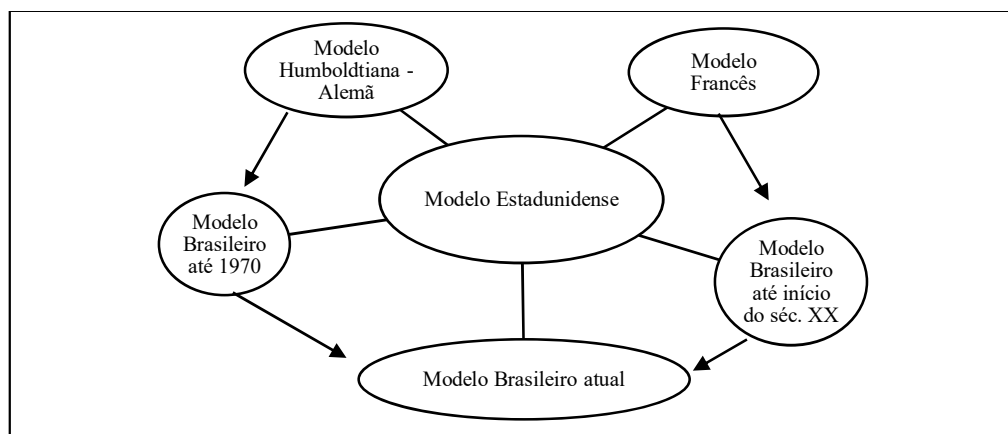 Modelo
Humboldtiana -
Alemã
Modelo
Francês
Modelo Estadunidense
Modelo
Brasileiro
até 1970
Modelo
Brasileiro
até início
do séc. XX
Modelo Brasileiro atual